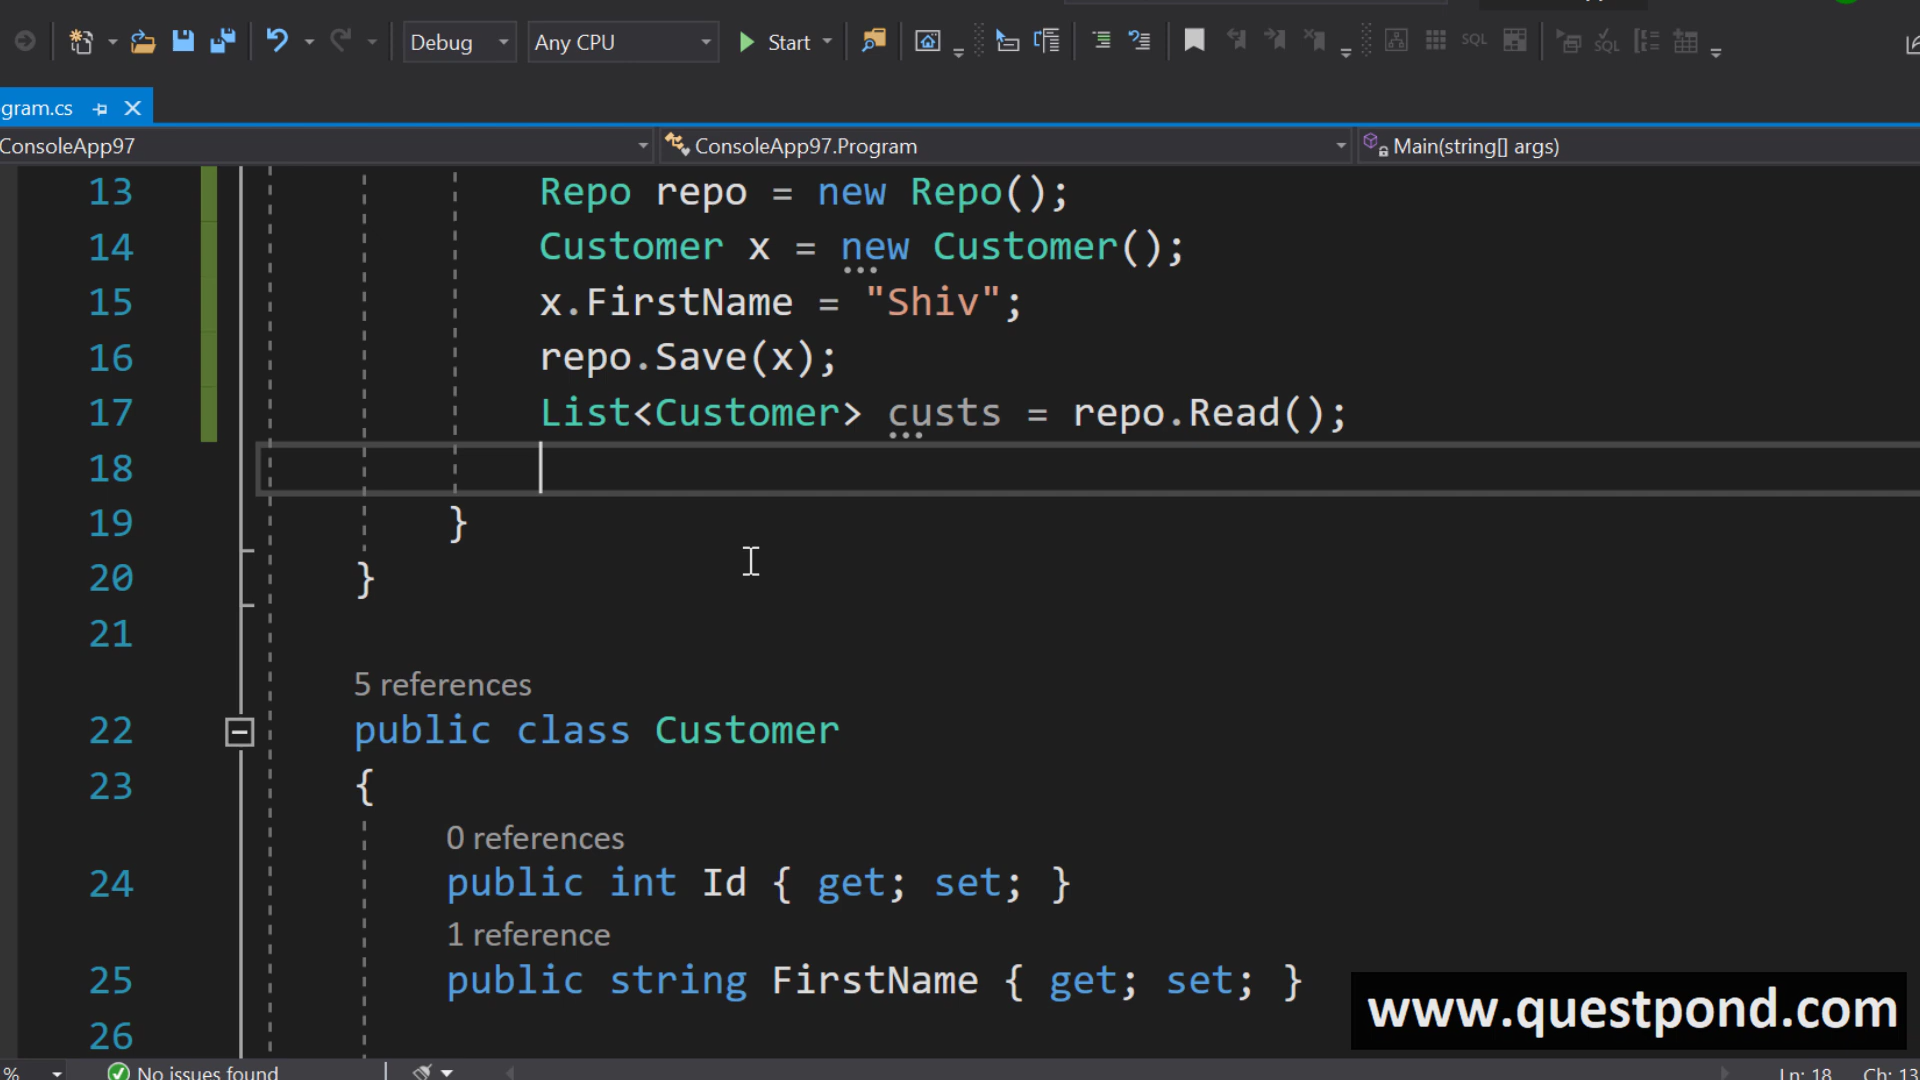 Debug Any CPU Start SQL SQL
gram.cs
ConsoleApp97 ConsoleApp97.Program Main(string[] args)
13 Repo repo = new Repo();
14 Customer x = new Customer();
15 x.FirstName = "Shiv";
16 repo.Save(x);
17 List<Customer> custs = repo.Read();
18
19 }
20 }
21
5 references
22 public class Customer
23 {
0 references
24 public int Id { get; set; }
1 reference
25 public string FirstName { get; set; }
26
www.questpond.com
% No issues found Ln: 18 Ch: 13